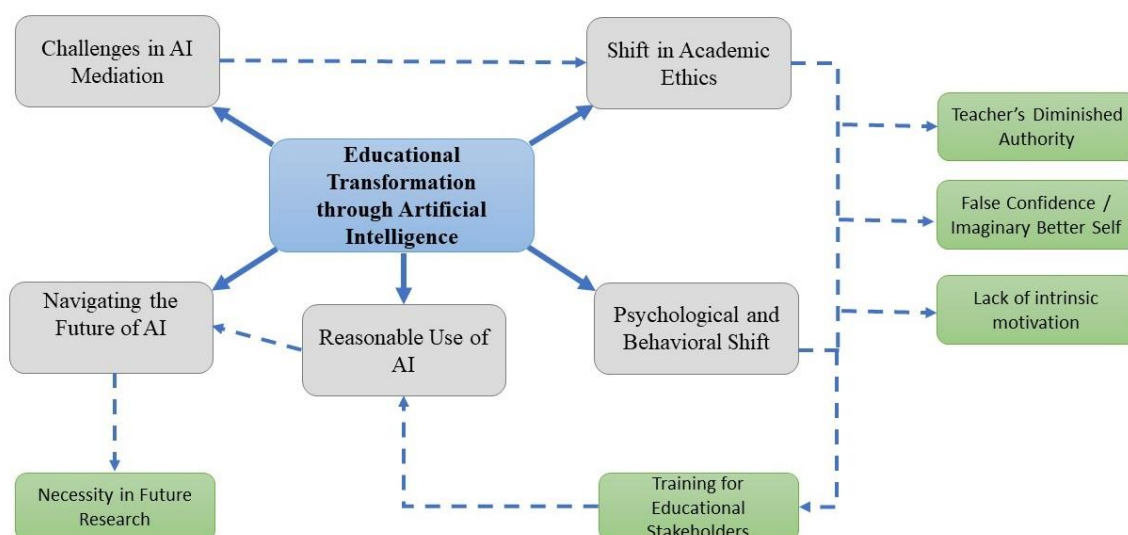 Challenges in AI
Mediation
Shift in Academic
Ethics
Teacher’s Diminished
Authority
Educational
Transformation
through Artificial
Intelligence
False Confidence /
Imaginary Better Self
Navigating the
Future of AI
Reasonable Use of
AI
Psychological and
Behavioral Shift
Lack of intrinsic
motivation
Necessity in Future
Research
Training for
Educational
Stakeholders